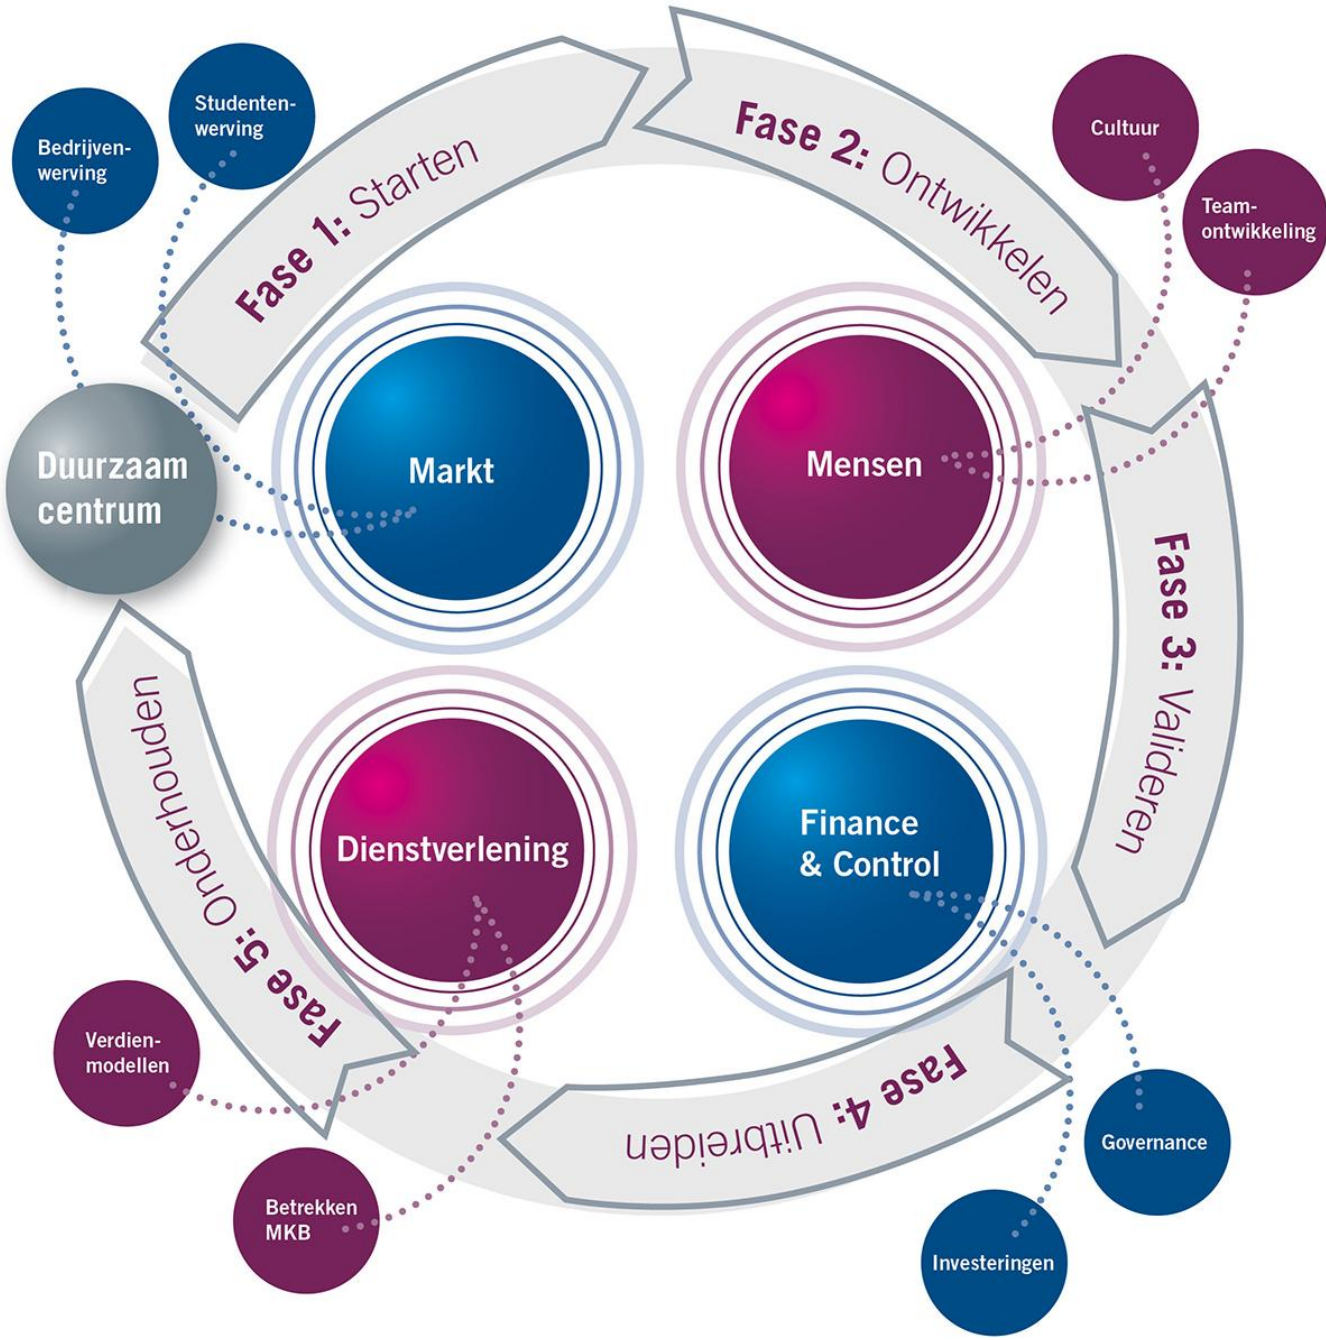 Bedrijven-
werving
Studenten-
werving
Fase 1: Starten
Fase 2: Ontwikkelen
Cultuur
Team-
ontwikkeling
Duurzaam
centrum
Markt
Mensen
Fase 3: Valideren
Dienstverlening
Finance
& Control
Fase 4: Uitbreiden
Fase 5: Onderhouden
Verdien-
modellen
Betrekken
MKB
Governance
Investeringen